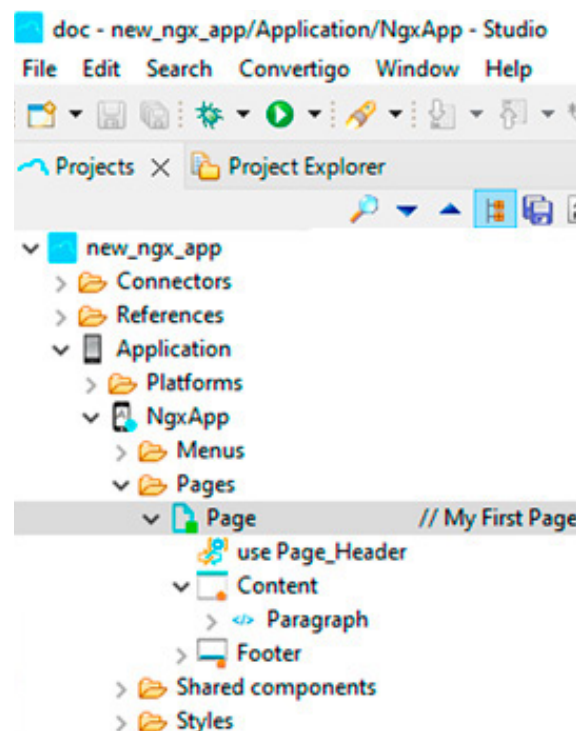 doc - new_ngx_app/Application/NgxApp - Studio
File Edit Search Convertigo Window Help
Projects Project Explorer
new_ngx_app
Connectors
References
Application
Platforms
NgxApp
Menus
Pages
Page // My First Page
use Page_Header
Content
Paragraph
Footer
Shared components
Styles